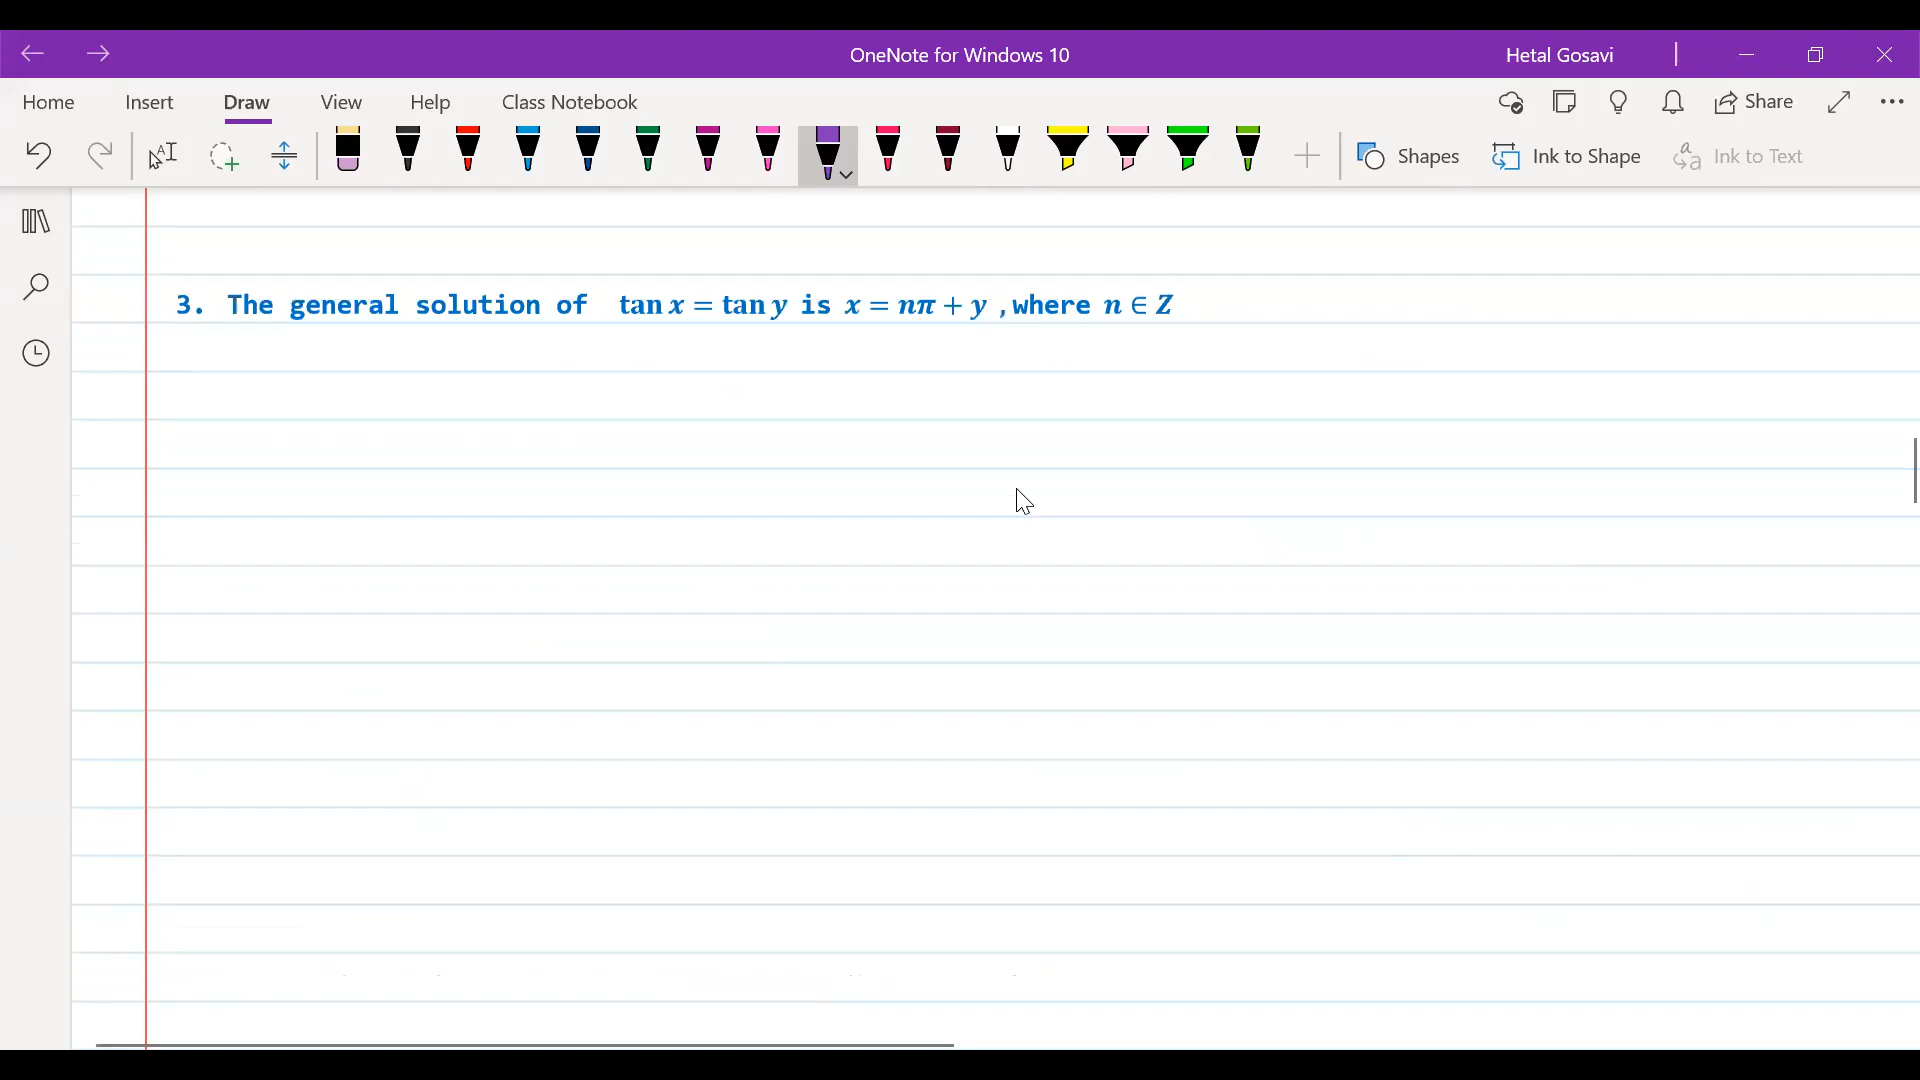 OneNote for Windows 10
Hetal Gosavi
Home Insert Draw View Help Class Notebook Share
Shapes Ink to Shape Ink to Text
3. The general solution of tan x = tan y is x = nπ + y ,where n ∈ Z